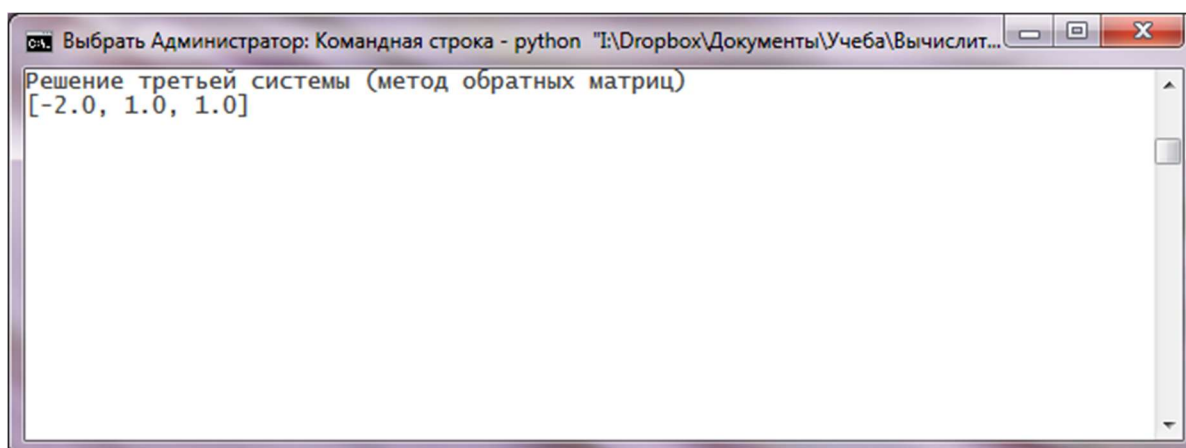 Выбрать Администратор: Командная строка - python "I:\Dropbox\Документы\Учеба\Вычислит...
Решение третьей системы (метод обратных матриц)
[-2.0, 1.0, 1.0]